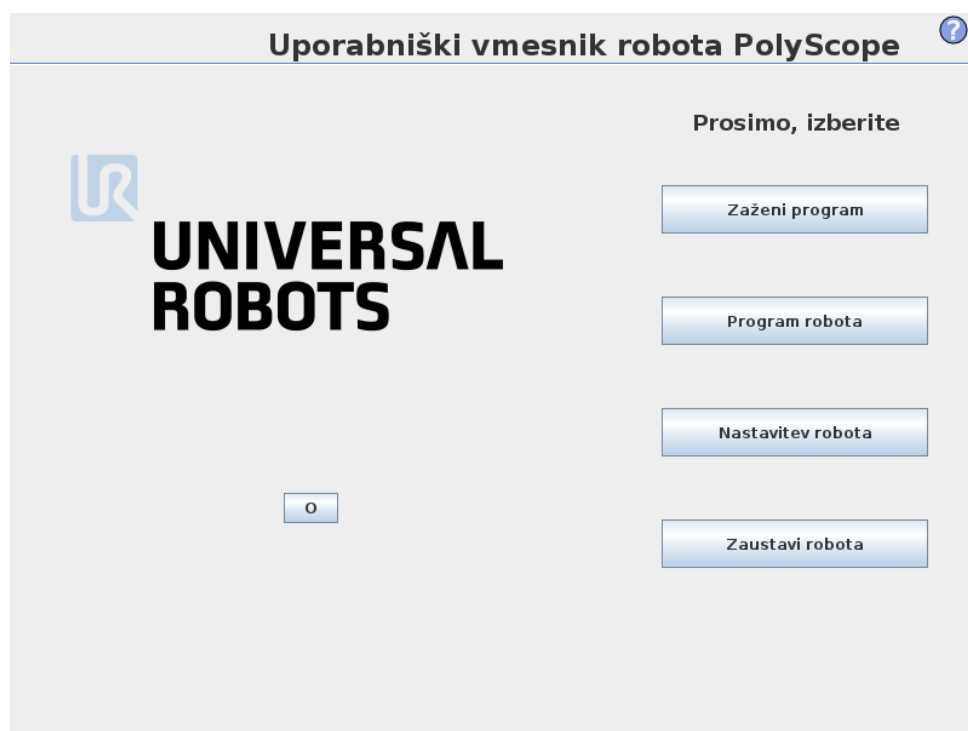 Uporabniški vmesnik robota PolyScope
?
Prosimo, izberite
UR
UNIVERSAL
ROBOTS
Zaženi program
Program robota
Nastavitev robota
O
Zaustavi robota